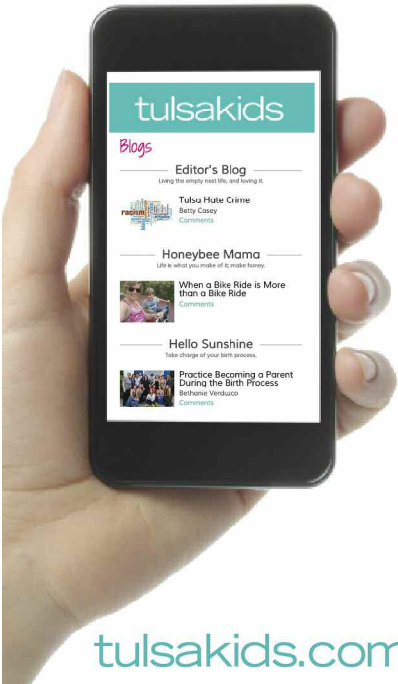 tulsakids
Blogs
Editor's Blog
Living the empty nest life, and loving it.
racism
Tulsa Hate Crime
Betty Casey
Comments
Honeybee Mama
Life is what you make of it; make honey.
When a Bike Ride is More
than a Bike Ride
Comments
Hello Sunshine
Take charge of your birth process.
Practice Becoming a Parent
During the Birth Process
Bethanie Verduzco
Comments
tulsakids.com